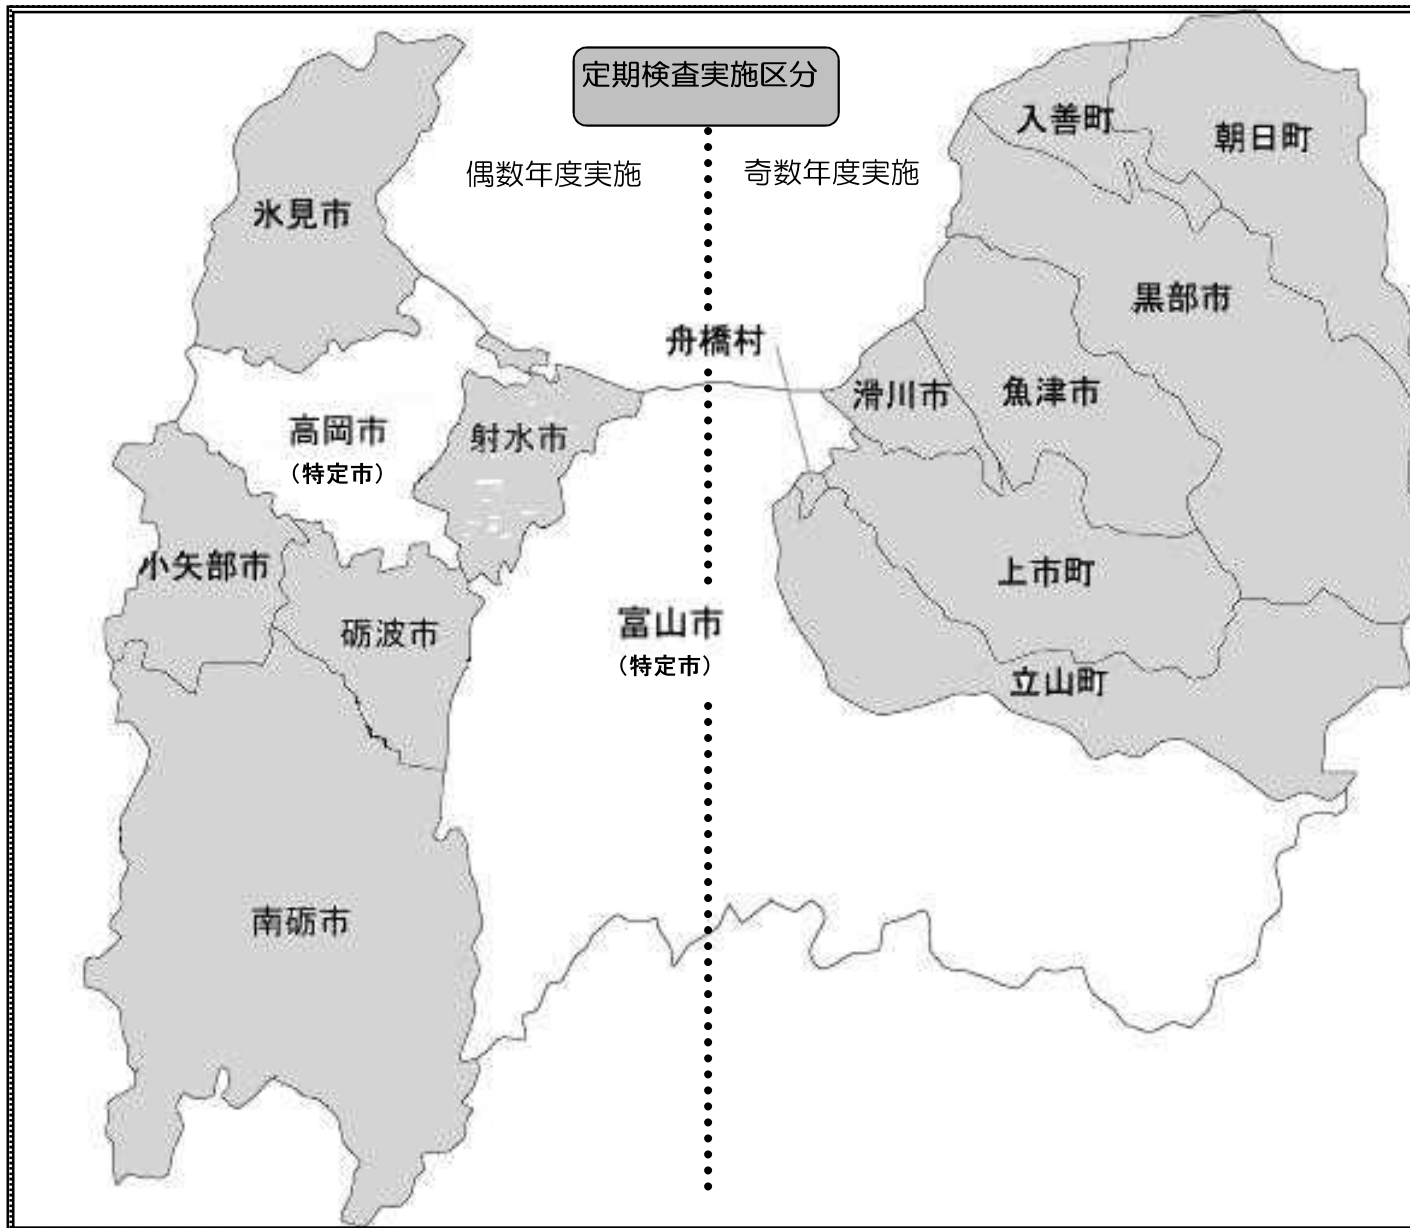 定期検査実施区分
偶数年度実施
奇数年度実施
入善町
朝日町
氷見市
黒部市
舟橋村
滑川市
魚津市
高岡市
（特定市）
射水市
小矢部市
砺波市
上市町
富山市
（特定市）
立山町
南砺市